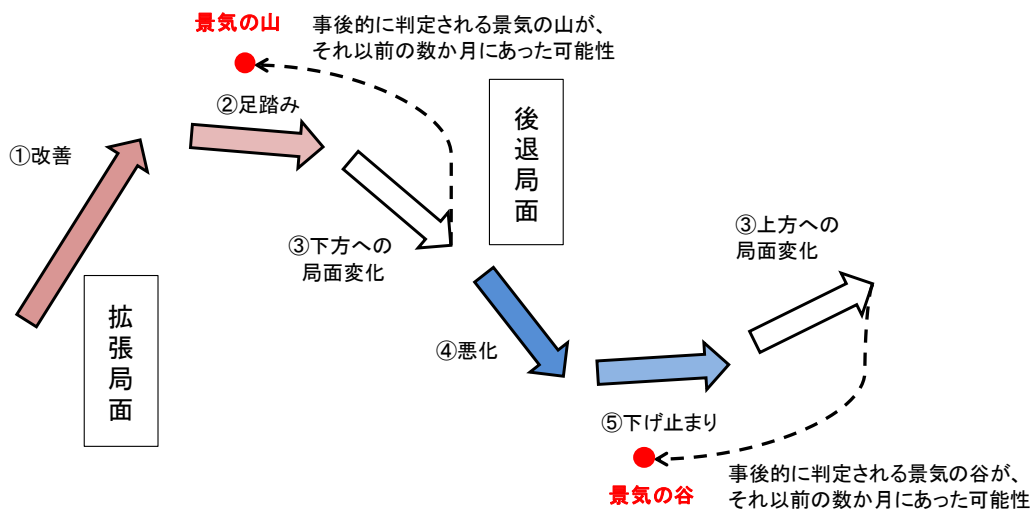 景気の山
事後的に判定される景気の山が、
それ以前の数か月にあった可能性
②足踏み
①改善
後退局面
③下方への
局面変化
③上方への
局面変化
拡張局面
④悪化
⑤下げ止まり
景気の谷
事後的に判定される景気の谷が、
それ以前の数か月にあった可能性